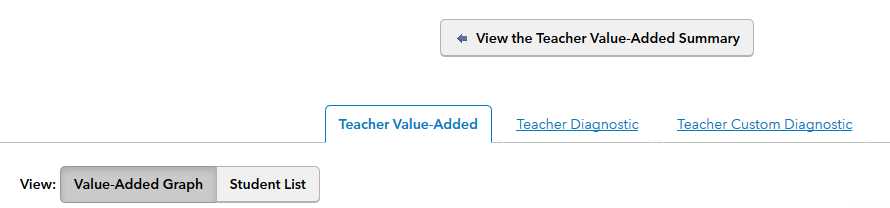 View the Teacher Value-Added Summary
Teacher Value-Added Teacher Diagnostic Teacher Custom Diagnostic
View: Value-Added Graph Student List